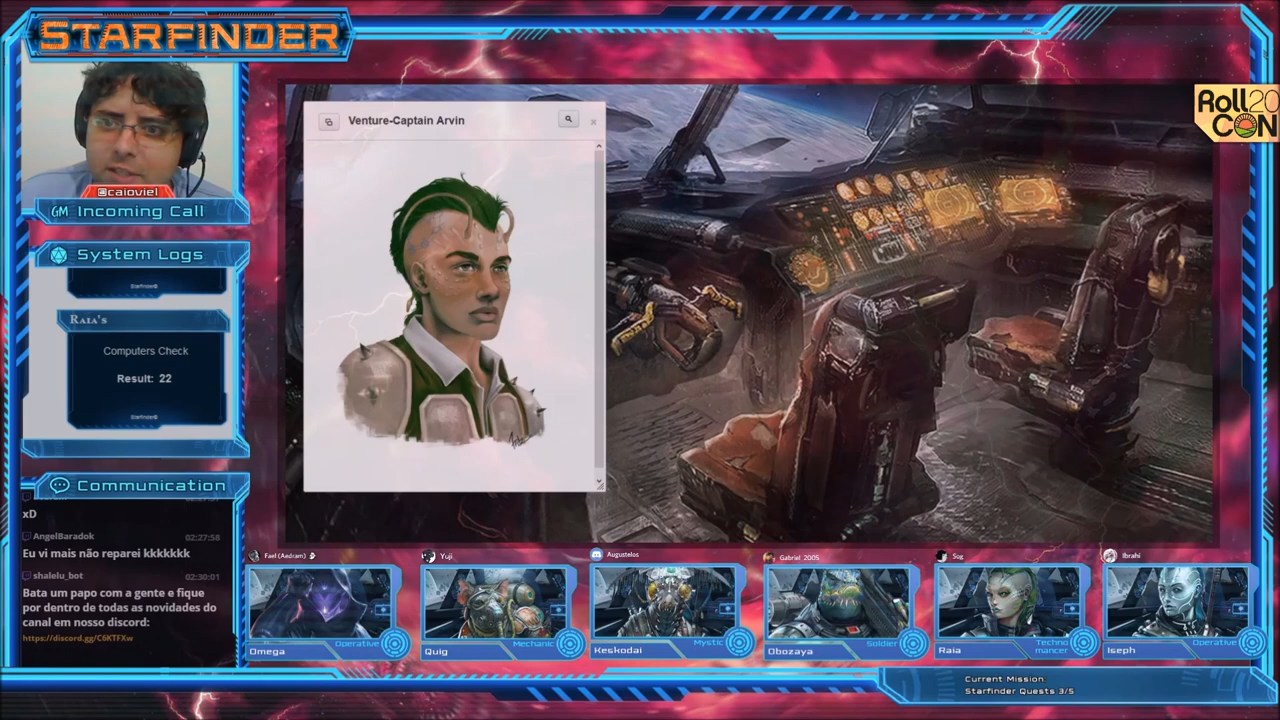 STARFINDER
@caioviel
GM Incoming Call
System Logs
Starfinder
RAIA'S
Computers Check
Result: 22
Starfinder
Communication
xD
AngelBaradok 02:27:58
Eu vi mais não reparei kkkkkkk
shalelu_bot 02:30:01
Bata um papo com a gente e fique
por dentro de todas as novidades do
canal em nosso discord:
https://discord.gg/C6KTFXw
Venture-Captain Arvin
Roll20
CON
Fael (Aedram)
Operative
Omega
Yuji
Mechanic
Quig
Augustelos
Mystic
Keskodai
Gabriel 2005
Soldier
Obozaya
Sog
Techno
mancer
Raia
Ibrahi
Operative
Iseph
Current Mission:
Starfinder Quests 3/5